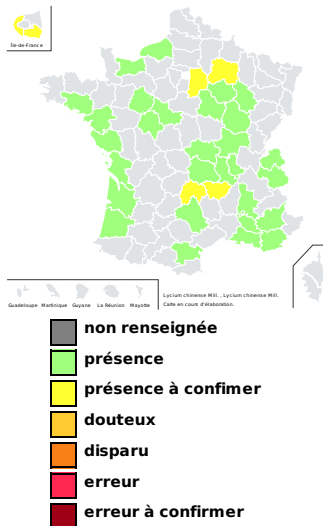 Île-de-France
Guadeloupe Martinique Guyane La Réunion Mayotte
Lycium chinense Mill. , Lycium chinense Mill.
Carte en cours d'élaboration.
non renseignée
présence
présence à confimer
douteux
disparu
erreur
erreur à confirmer